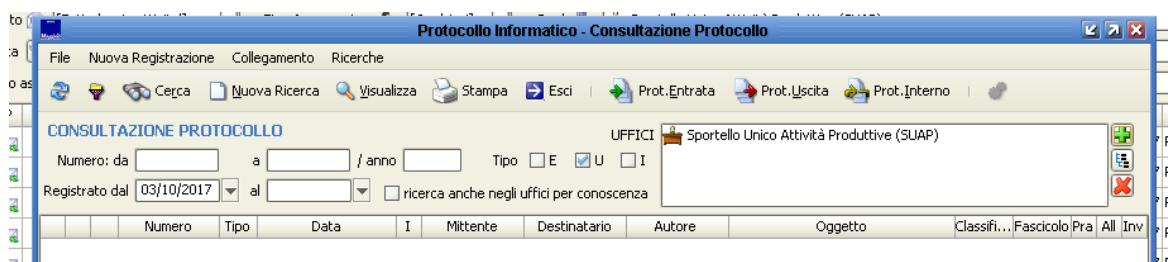 Protocollo Informatico - Consultazione Protocollo
File Nuova Registrazione Collegamento Ricerche
Cerca Nuova Ricerca Visualizza Stampa Esci Prot.Entrata Prot.Uscita Prot.Interno
CONSULTAZIONE PROTOCOLLO
UFFICI Sportello Unico Attività Produttive (SUAP)
Numero: da a / anno Tipo E U I
Registrato dal 03/10/2017 al ricerca anche negli uffici per conoscenza
Numero Tipo Data I Mittente Destinatario Autore Oggetto Classifi... Fascicolo Pra All Inv